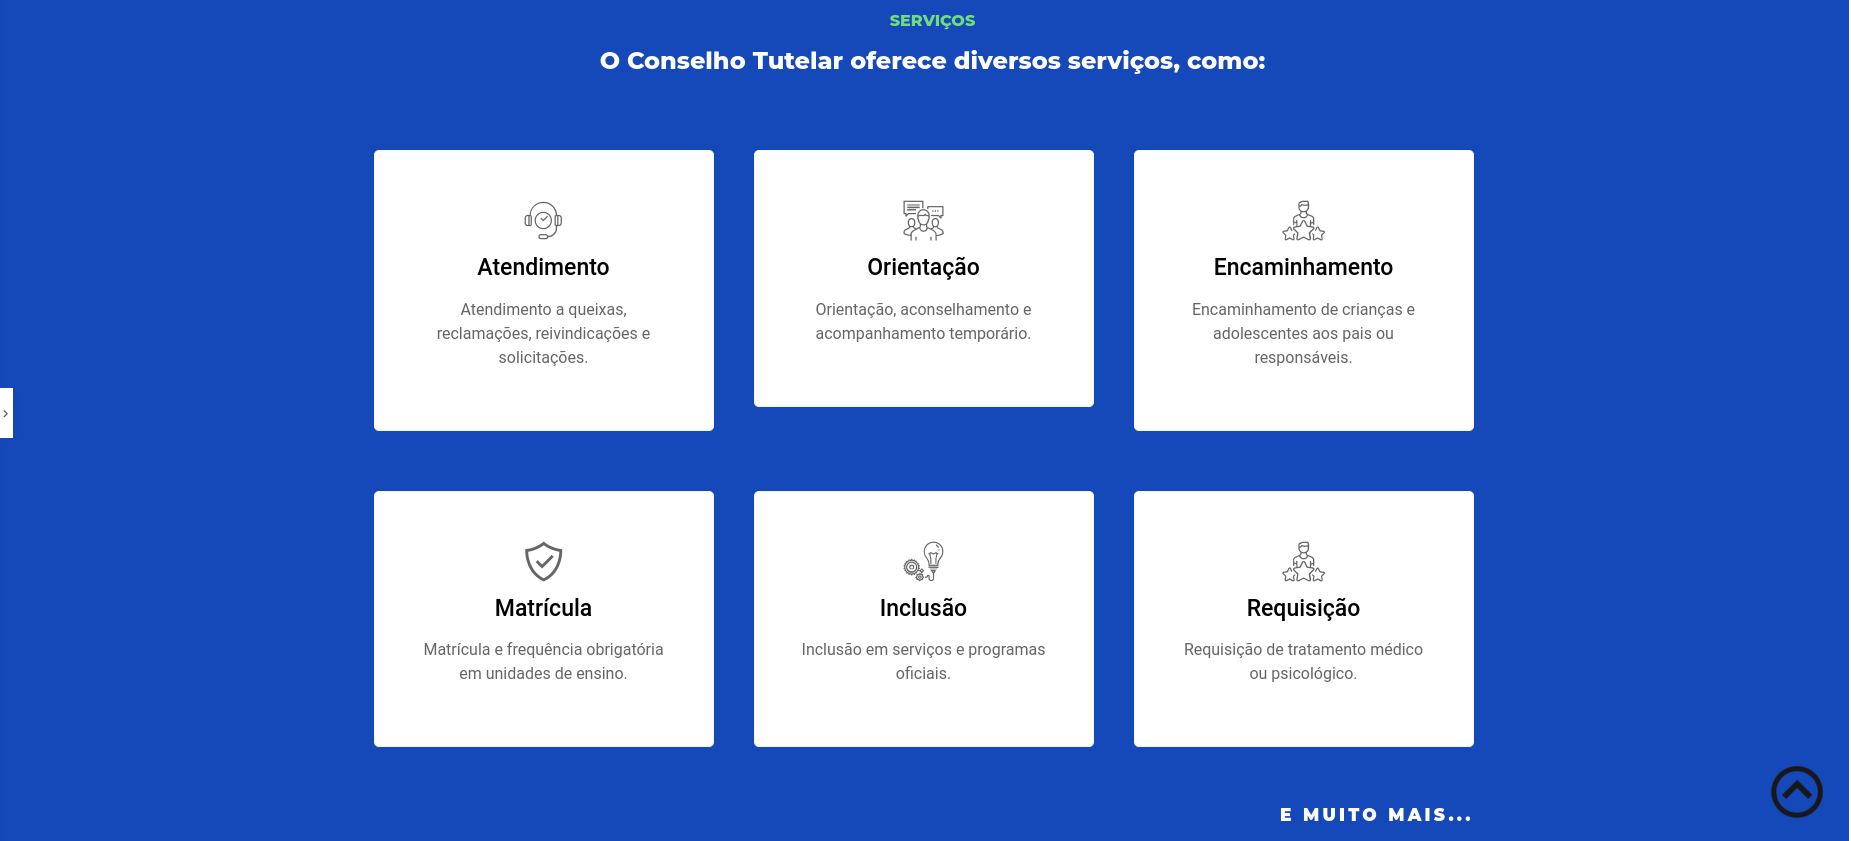 SERVIÇOS
O Conselho Tutelar oferece diversos serviços, como:
Atendimento
Atendimento a queixas,
reclamações, reivindicações e
solicitações.
Orientação
Orientação, aconselhamento e
acompanhamento temporário.
Encaminhamento
Encaminhamento de crianças e
adolescentes aos pais ou
responsáveis.
Matrícula
Matrícula e frequência obrigatória
em unidades de ensino.
Inclusão
Inclusão em serviços e programas
oficiais.
Requisição
Requisição de tratamento médico
ou psicológico.
E MUITO MAIS...